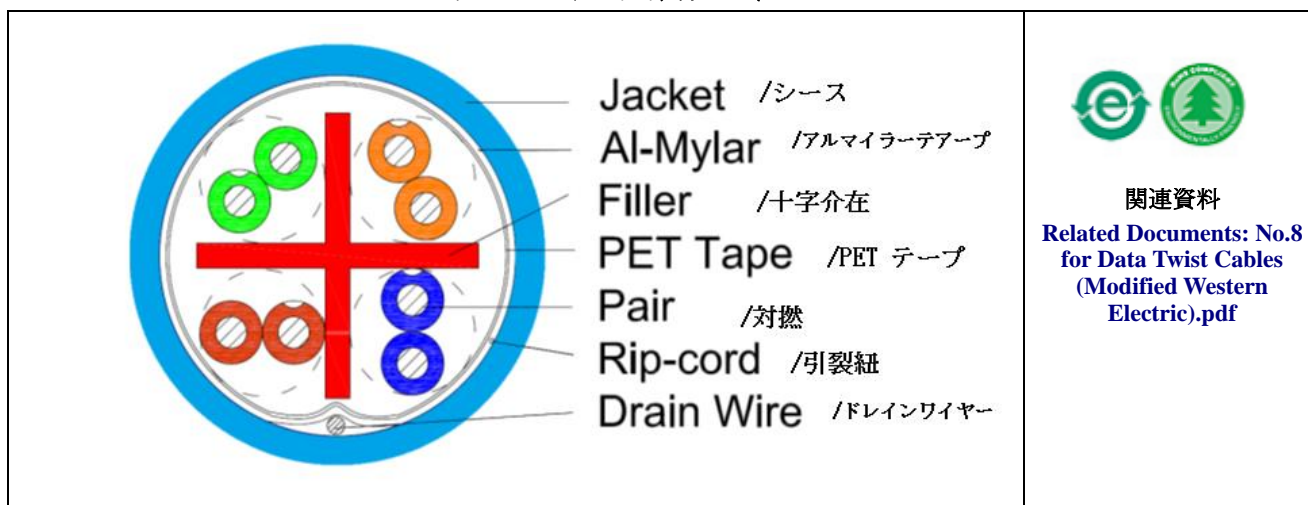 Jacket /シース
Al-Mylar /アルマイラーテアープ
Filler /十字介在
PET Tape /PET テープ
Pair /対撚
Rip-cord /引裂紐
Drain Wire /ドレインワイヤー
e
関連資料
Related Documents: No.8
for Data Twist Cables
(Modified Western
Electric).pdf